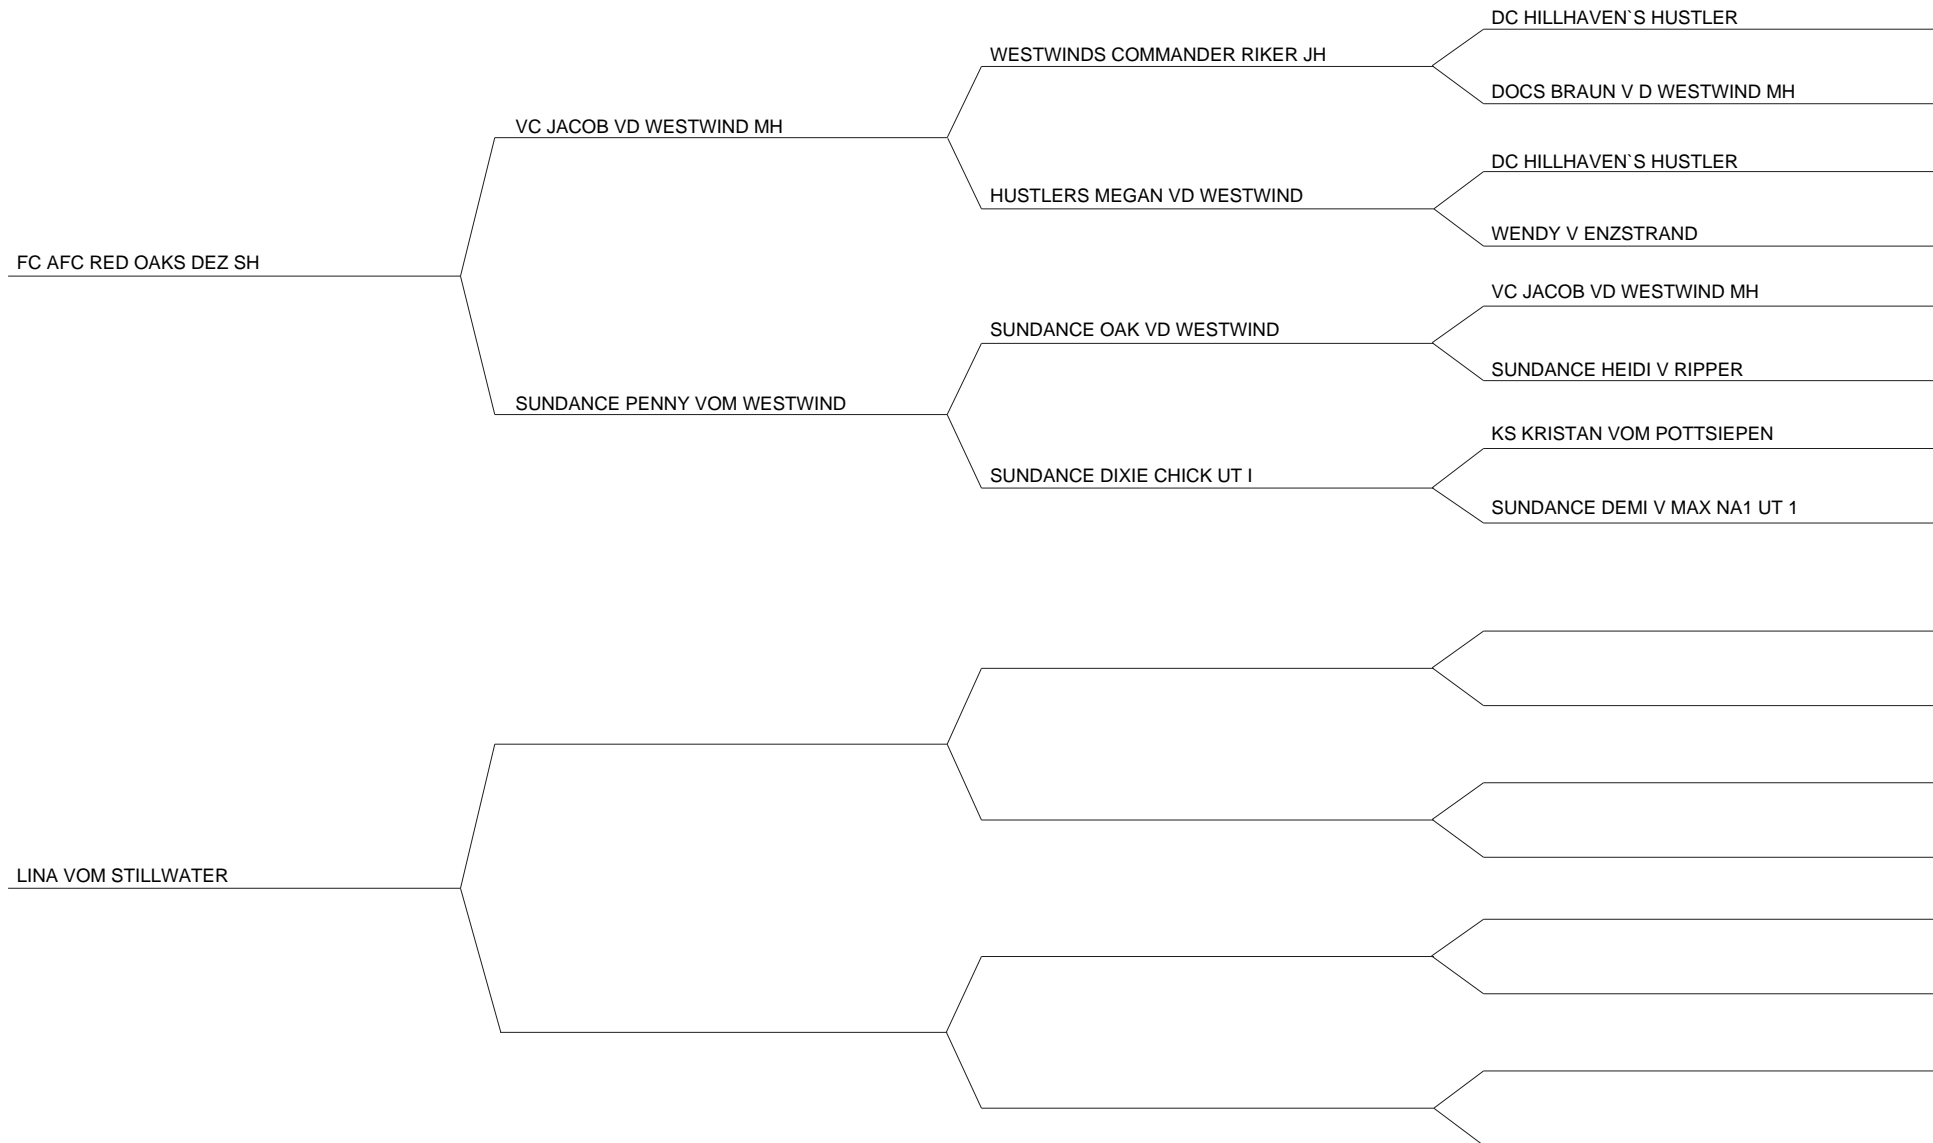 DC HILLHAVEN`S HUSTLER
WESTWINDS COMMANDER RIKER JH
DOCS BRAUN V D WESTWIND MH
VC JACOB VD WESTWIND MH
DC HILLHAVEN`S HUSTLER
HUSTLERS MEGAN VD WESTWIND
WENDY V ENZSTRAND
FC AFC RED OAKS DEZ SH
VC JACOB VD WESTWIND MH
SUNDANCE OAK VD WESTWIND
SUNDANCE HEIDI V RIPPER
SUNDANCE PENNY VOM WESTWIND
KS KRISTAN VOM POTTSIEPEN
SUNDANCE DIXIE CHICK UT I
SUNDANCE DEMI V MAX NA1 UT 1
LINA VOM STILLWATER